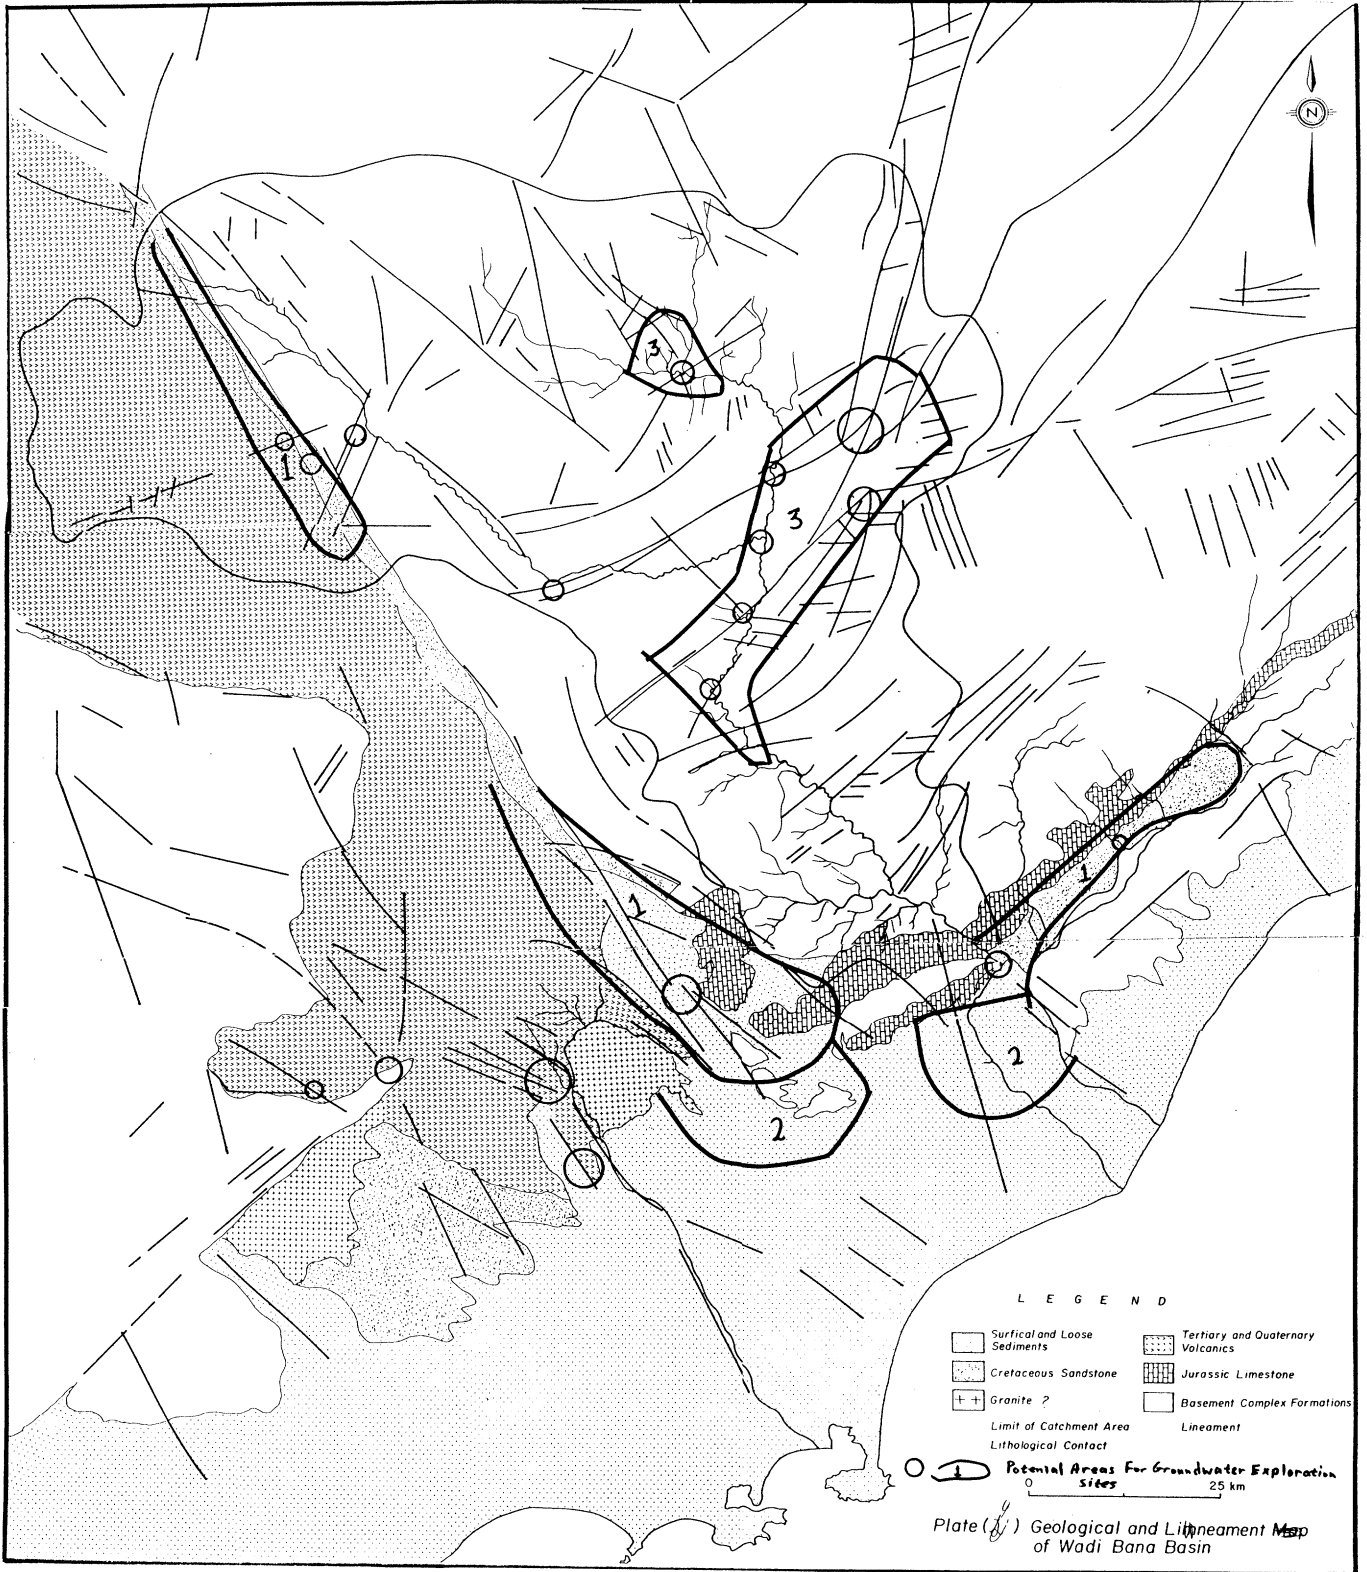 N
3
1
3
1
1
2
2
L E G E N D
Surfical and Loose
Sediments
Tertiary and Quaternary
Volcanics
Cretaceous Sandstone
Jurassic Limestone
Granite ?
Basement Complex Formations
Limit of Catchment Area
Lineament
Lithological Contact
1
Potenial Areas For Groundwater Exploration
Sites
0
25 km
Plate ( ) Geological and Lineament Map
of Wadi Bana Basin